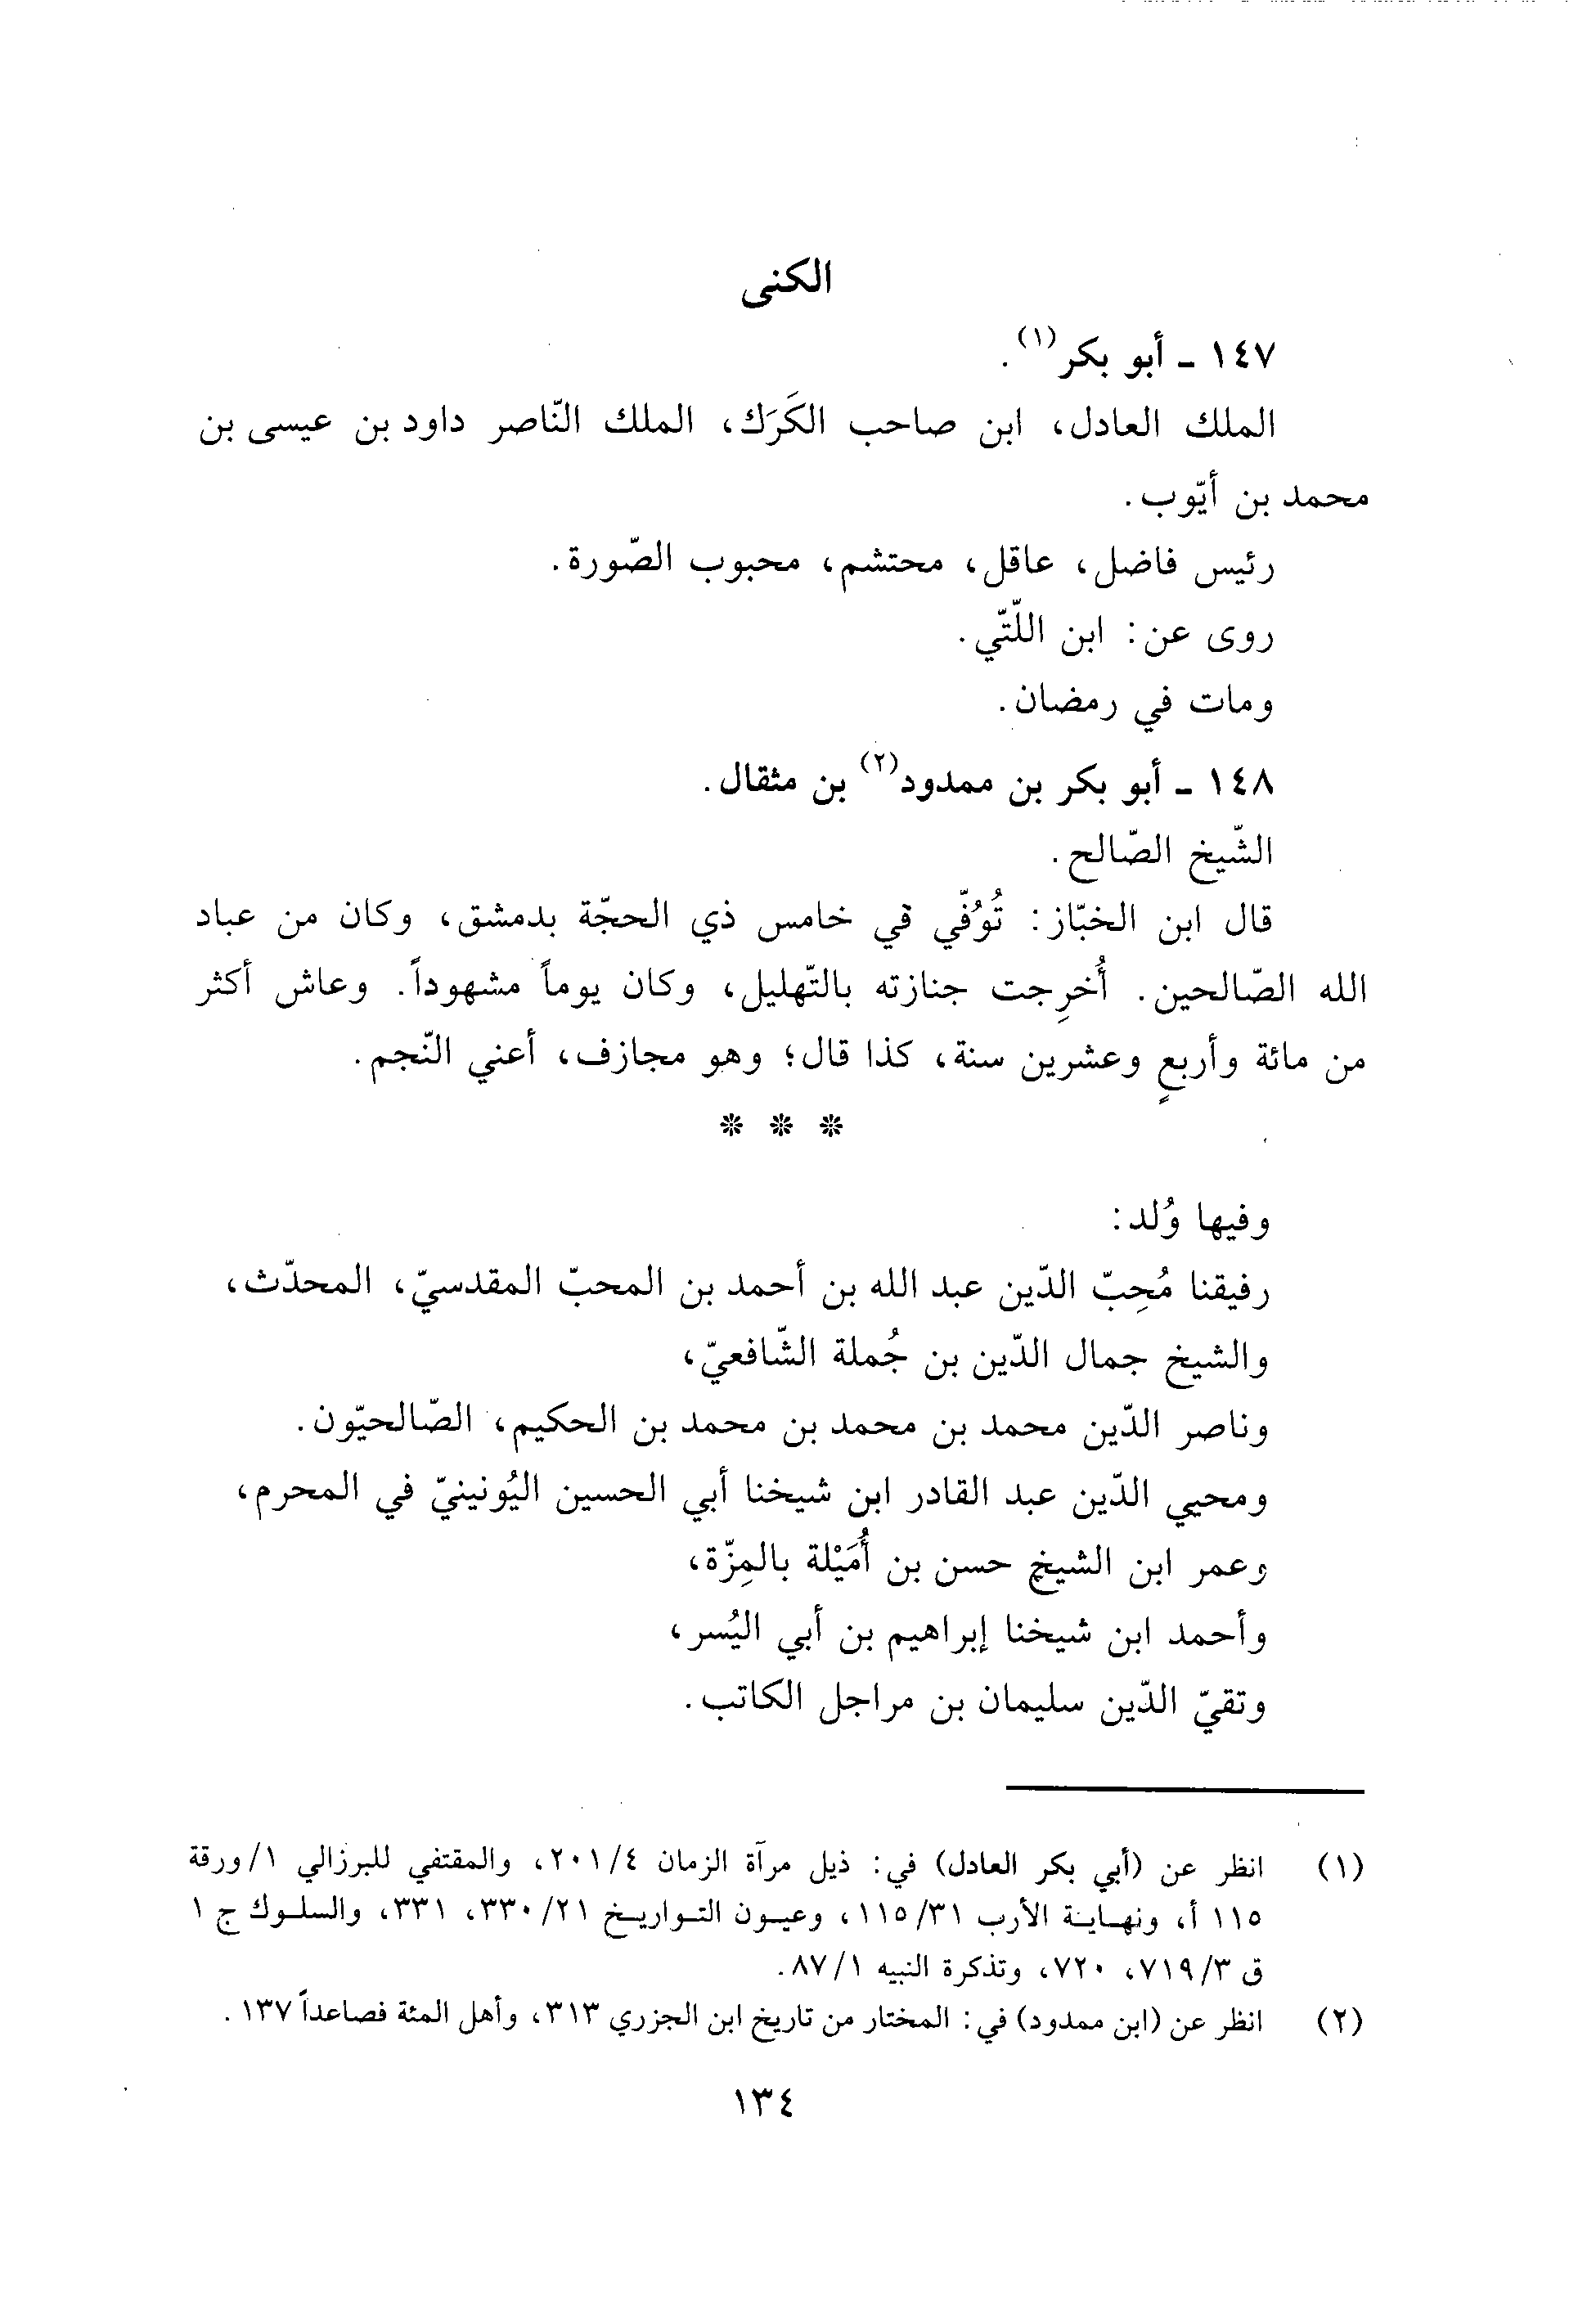 الكنى
١٤٧ - أبو بكر(١).
الملك العادل، ابن صاحب الكَرَك، الملك النّاصر داود بن عيسى بن
محمد بن أيّوب.
رئيس فاضل، عاقل، محتشم، محبوب الصّورة.
روى عن: ابن اللّتّي.
ومات في رمضان.
١٤٨ - أبو بكر بن ممدود(٢) بن مثقال.
الشّيخ الصّالح.
قال ابن الخبّاز: تُوُفّي في خامس ذي الحجّة بدمشق، وكان من عباد
الله الصّالحين. أُخرِجت جنازته بالتّهليل، وكان يوماً مشهوداً. وعاش أكثر
من مائة وأربعٍ وعشرين سنة، كذا قال؛ وهو مجازف، أعني النّجم.
* * *
وفيها وُلد:
رفيقنا مُحِبّ الدّين عبد الله بن أحمد بن المحبّ المقدسيّ، المحدّث،
والشيخ جمال الدّين بن جُملة الشّافعيّ،
وناصر الدّين محمد بن محمد بن محمد بن الحكيم، الصّالحيّون.
ومحيي الدّين عبد القادر ابن شيخنا أبي الحسين اليُونينيّ في المحرم،
وعمر ابن الشيخ حسن بن أُمَيْلة بالمِزّة،
وأحمد ابن شيخنا إبراهيم بن أبي اليُسر،
وتقيّ الدّين سليمان بن مراجل الكاتب.
(١) انظر عن (أبي بكر العادل) في: ذيل مرآة الزمان ٢٠١/٤، والمقتفي للبرزالي ١/ورقة
١١٥ أ، ونهاية الأرب ١١٥/٣١، وعيون التواريخ ٣٣٠/٢١، ٣٣١، والسلوك ج ١
ق ٧١٩/٣، ٧٢٠، وتذكرة النبيه ٨٧/١.
(٢) انظر عن (ابن ممدود) في: المختار من تاريخ ابن الجزري ٣١٣، وأهل المئة فصاعداً ١٣٧.
١٣٤